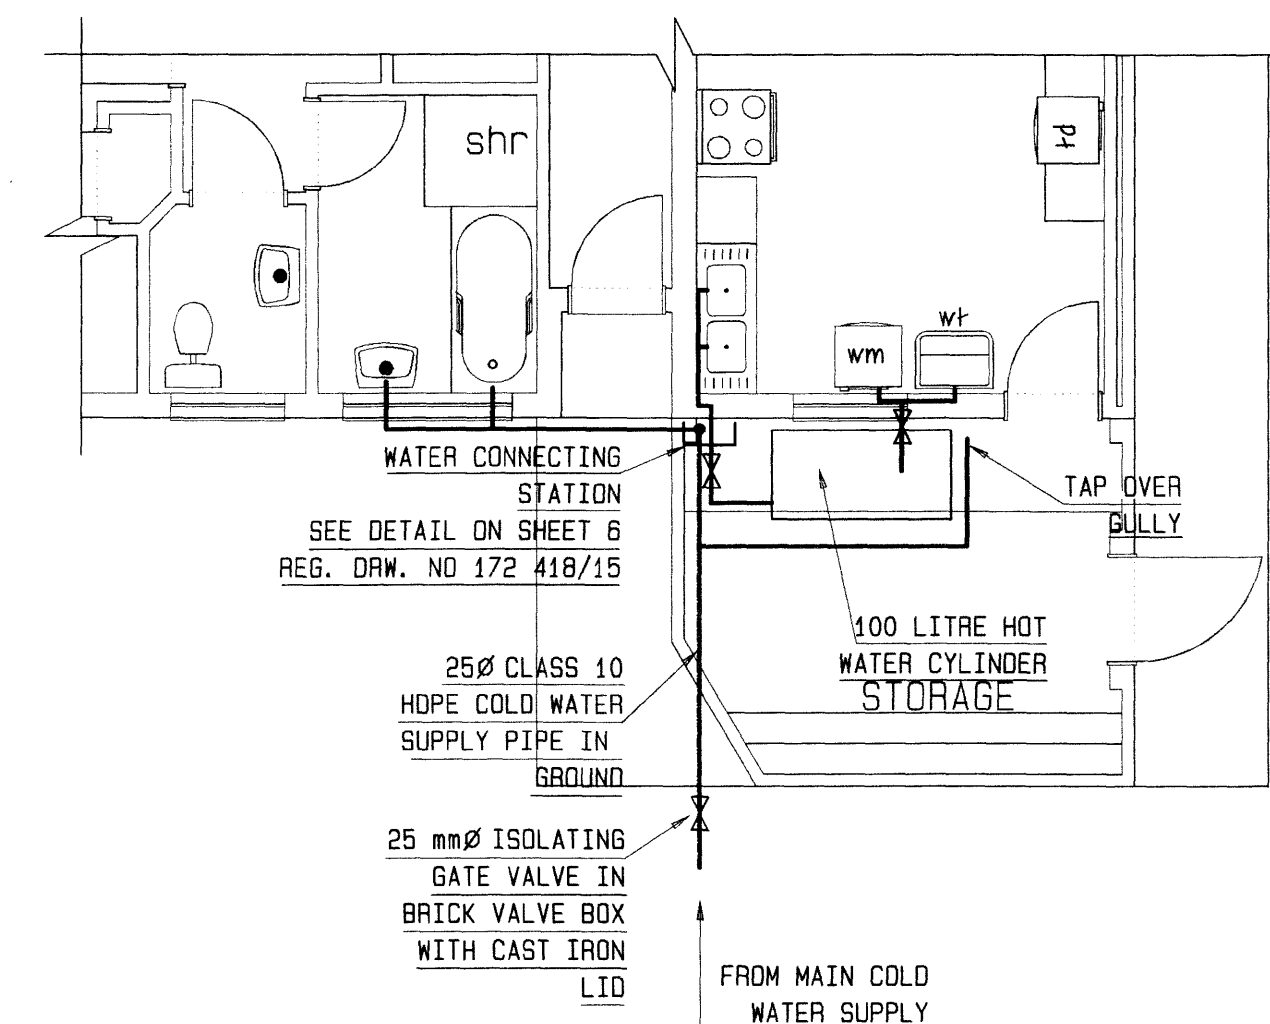 shr
pt
wt
wm
WATER CONNECTING
STATION
SEE DETAIL ON SHEET 6
REG. DRW. NO 172 418/15
TAP OVER
GULLY
100 LITRE HOT
WATER CYLINDER
STORAGE
25Ø CLASS 10
HDPE COLD WATER
SUPPLY PIPE IN
GROUND
25 mmØ ISOLATING
GATE VALVE IN
BRICK VALVE BOX
WITH CAST IRON
LID
FROM MAIN COLD
WATER SUPPLY